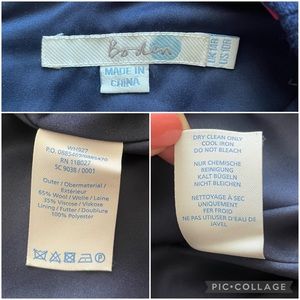 Boden
MADE IN
CHINA
UK 14R
US 10R
WH927
P.O.
RN 118027
SC 9038 / 0001
Outer / Obermaterial /
Extérieur
65% Wool / Wolle / Laine
35% Viscose / Viskose
Lining / Futter / Doublure
100% Polyester
DRY CLEAN ONLY
COOL IRON
DO NOT BLEACH
NUR CHEMISCHE
REINIGUNG
KALT BÜGELN
NICHT BLEICHEN
NETTOYAGE A SEC
UNIQUEMENT
FER FROID
NE PAS UTILISER D'EAU DE
JAVEL
PIC•COLLAGE